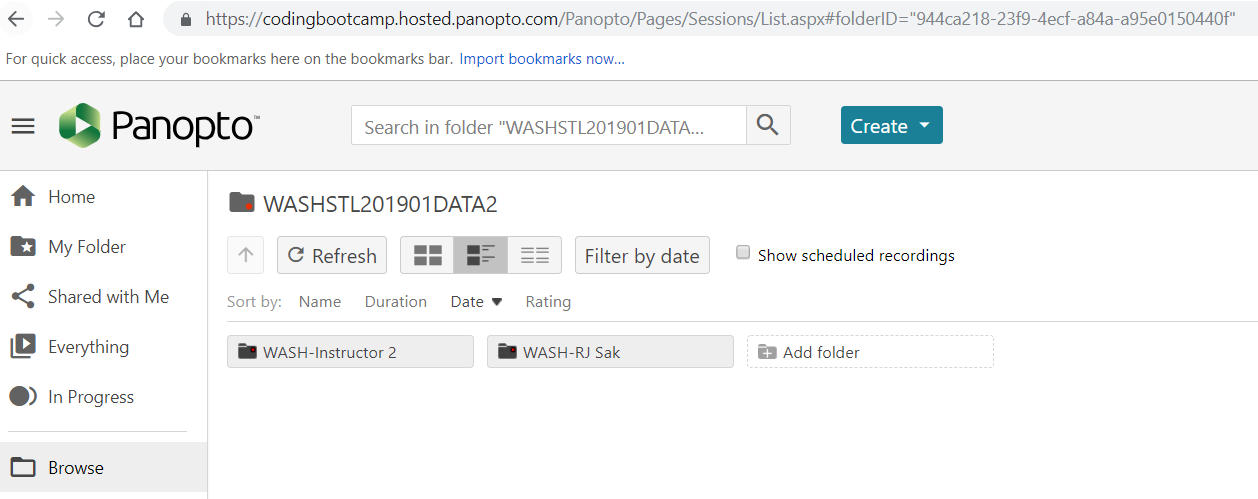 https://codingbootcamp.hosted.panopto.com/Panopto/Pages/Sessions/List.aspx#folderID="944ca218-23f9-4ecf-a84a-a95e0150440f"
For quick access, place your bookmarks here on the bookmarks bar. Import bookmarks now...
Panopto™ Search in folder "WASHSTL201901DATA... Create
Home
My Folder
Shared with Me
Everything
In Progress
Browse
WASHSTL201901DATA2
Refresh Filter by date Show scheduled recordings
Sort by: Name Duration Date Rating
WASH-Instructor 2 WASH-RJ Sak Add folder